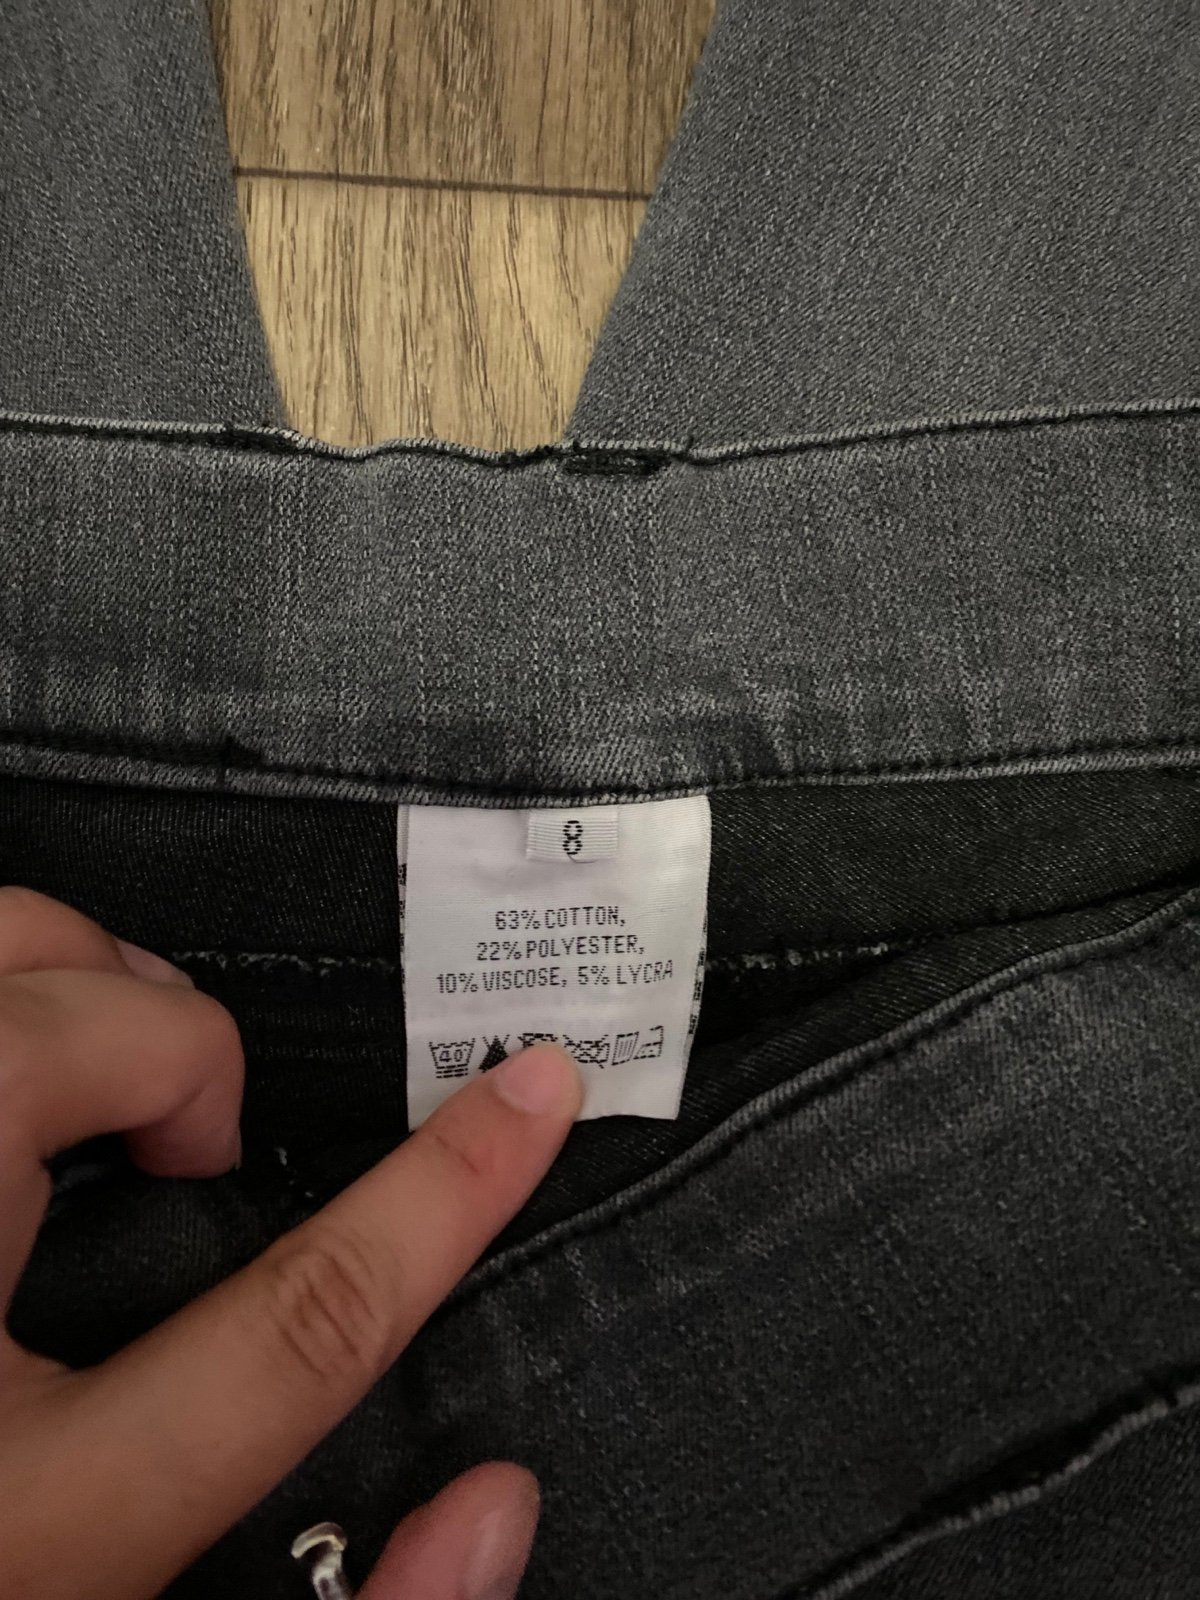 8
63% COTTON,
22% POLYESTER,
10% VISCOSE, 5% LYCRA
40